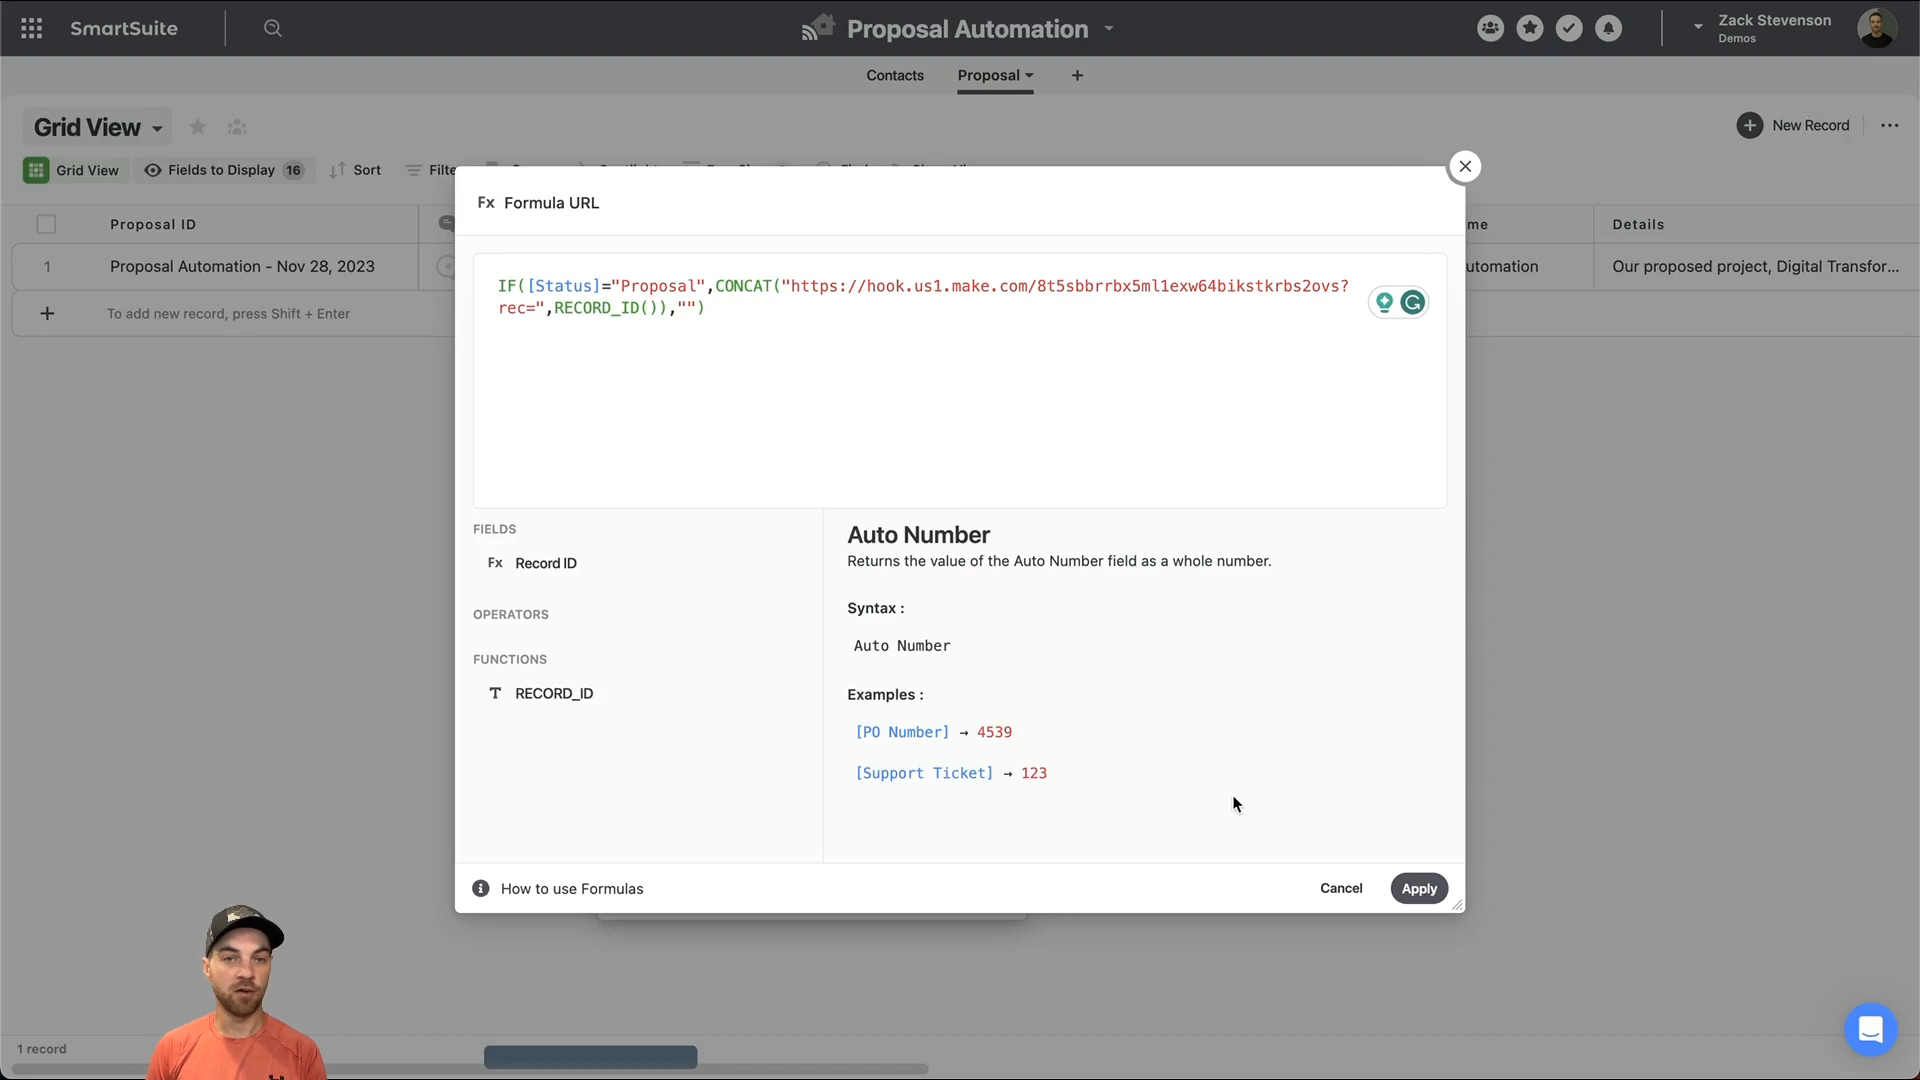 SmartSuite
Proposal Automation
Zack Stevenson
Demos
Contacts
Proposal
Grid View
New Record
Grid View
Fields to Display 16
Sort
Filte
Formula URL
Proposal ID
me
Details
1
Proposal Automation - Nov 28, 2023
utomation
Our proposed project, Digital Transfor...
To add new record, press Shift + Enter
IF([Status]="Proposal",CONCAT("https://hook.us1.make.com/8t5sbbrrbx5ml1exw64bikstkrbs2ovs?
rec=",RECORD_ID()),"")
FIELDS
Fx Record ID
OPERATORS
FUNCTIONS
T RECORD_ID
Auto Number
Returns the value of the Auto Number field as a whole number.
Syntax :
Auto Number
Examples :
[PO Number] → 4539
[Support Ticket] → 123
How to use Formulas
Cancel
Apply
1 record